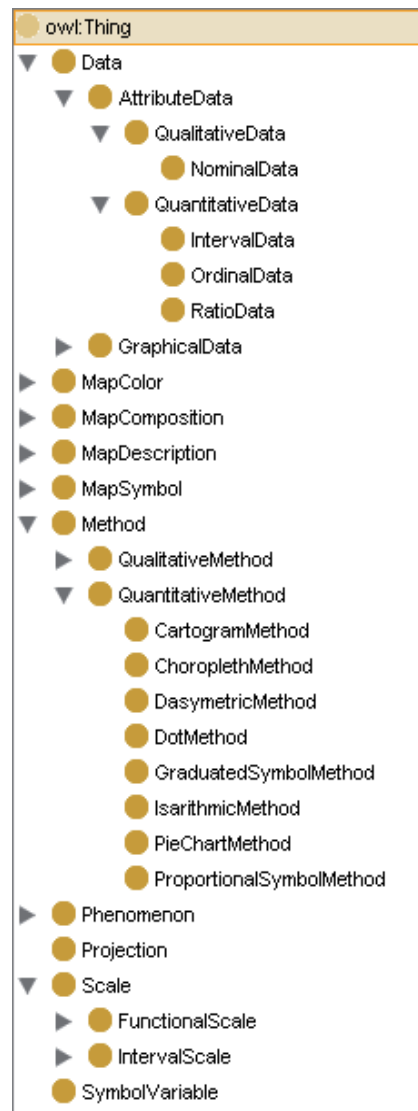 owl:Thing
Data
AttributeData
QualitativeData
NominalData
QuantitativeData
IntervalData
OrdinalData
RatioData
GraphicalData
MapColor
MapComposition
MapDescription
MapSymbol
Method
QualitativeMethod
QuantitativeMethod
CartogramMethod
ChoroplethMethod
DasymetricMethod
DotMethod
GraduatedSymbolMethod
IsarithmicMethod
PieChartMethod
ProportionalSymbolMethod
Phenomenon
Projection
Scale
FunctionalScale
IntervalScale
SymbolVariable